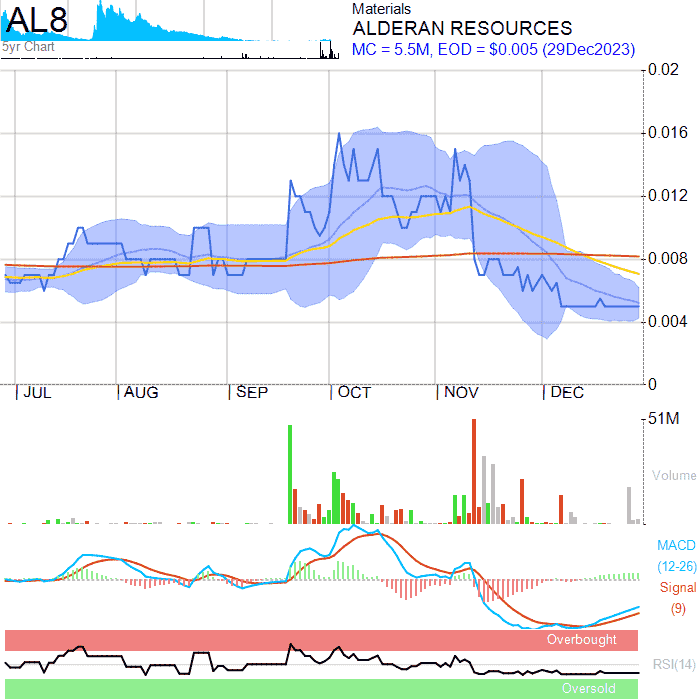 AL8
5yr Chart
Materials
ALDERAN RESOURCES
MC = 5.5M, EOD = $0.005 (29Dec2023)
0.02
0.016
0.012
0.008
0.004
0
JUL AUG SEP OCT NOV DEC
51M
Volume
MACD
(12-26)
Signal
(9)
Overbought
RSI(14)
Oversold